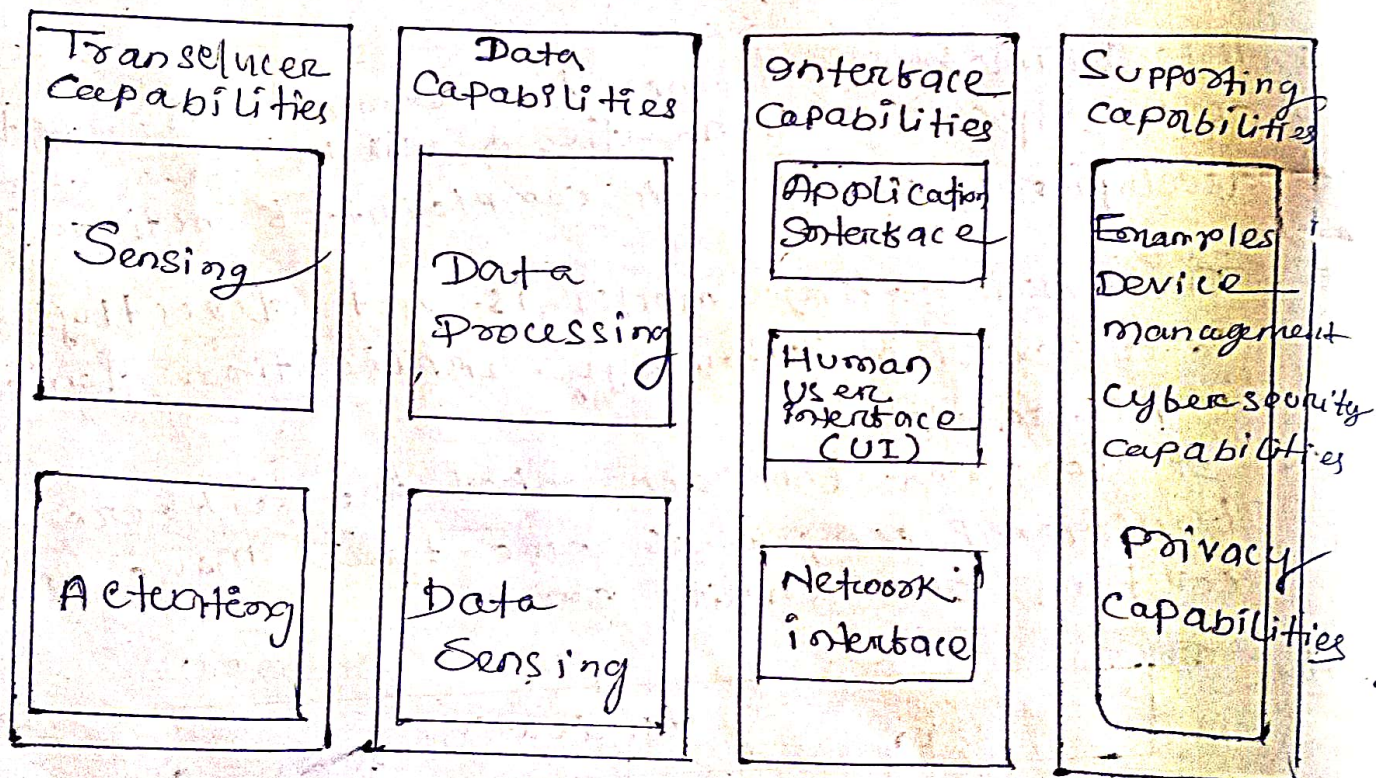 Transducer
Capabilities
Sensing
Actuating
Data
Capabilities
Data
Processing
Data
Sensing
Interface
Capabilities
Application
Interface
Human
User
interface
(UI)
Network
interface
Supporting
capabilities
Examples
Device
management
cybersecurity
capabilities
privacy
capabilities